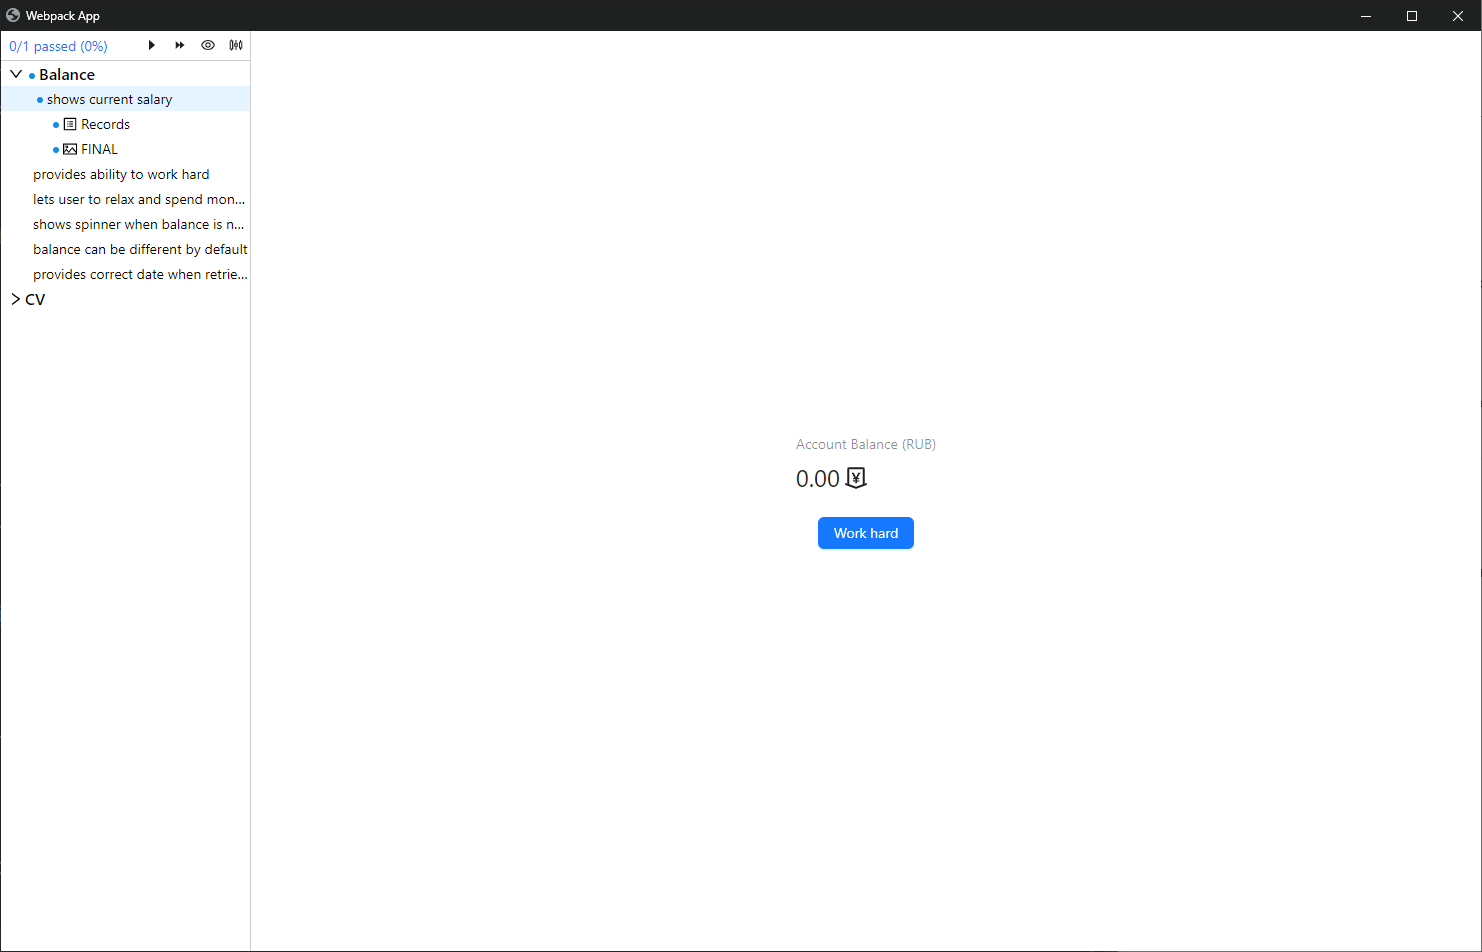 Webpack App
0/1 passed (0%)
Balance
shows current salary
Records
FINAL
provides ability to work hard
lets user to relax and spend mon...
shows spinner when balance is n...
balance can be different by default
provides correct date when retrie...
CV
Account Balance (RUB)
0.00
Work hard